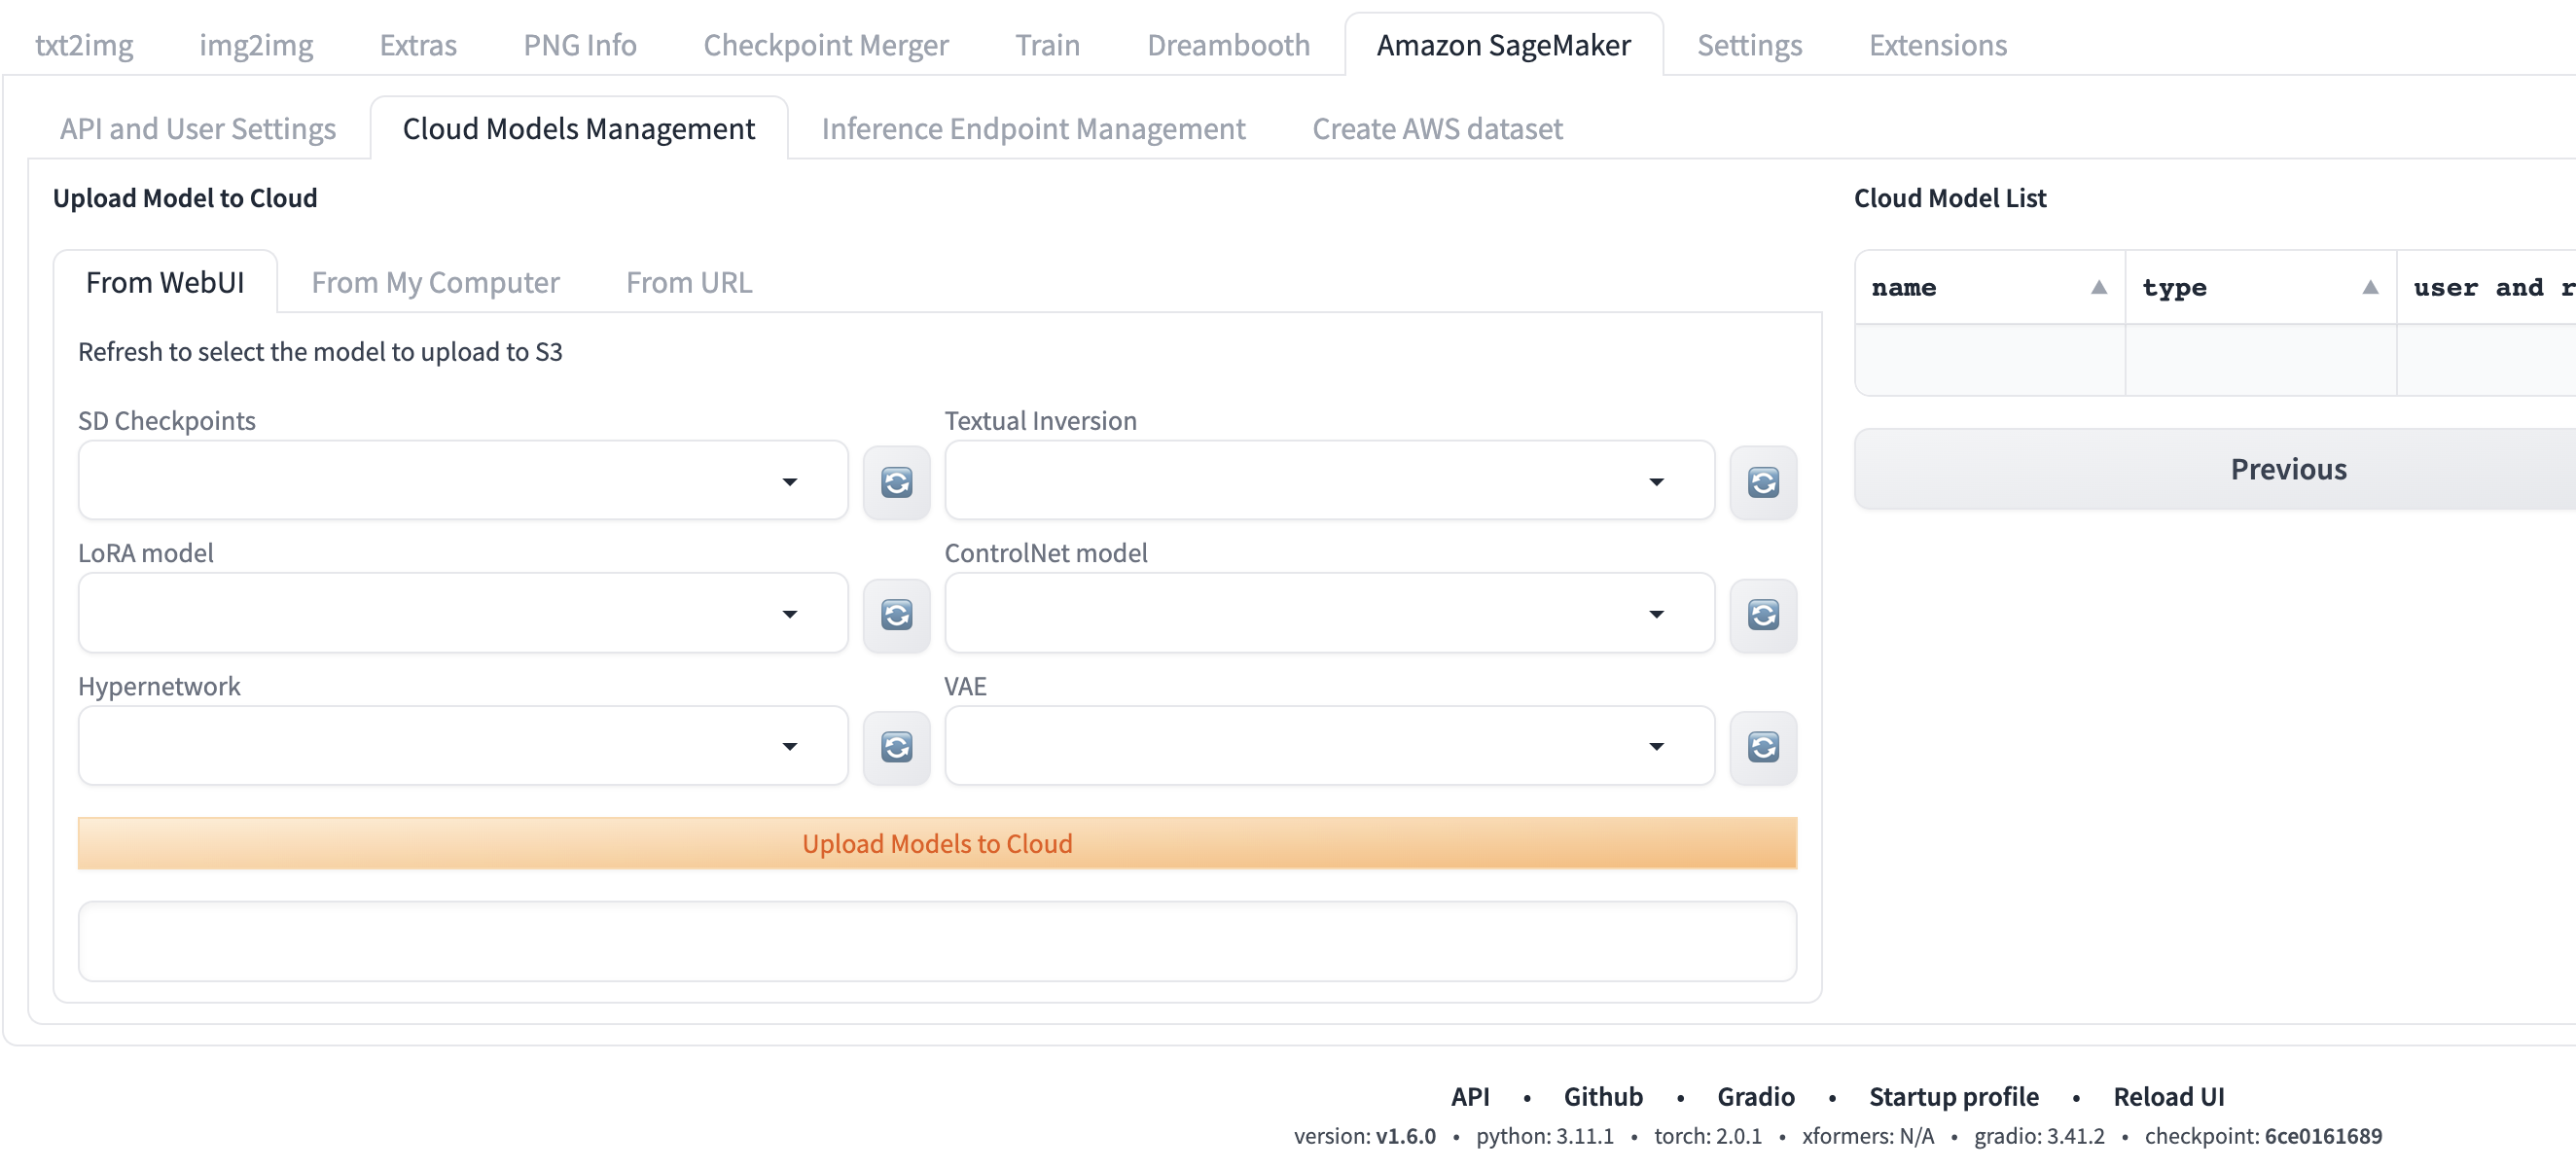 txt2img img2img Extras PNG Info Checkpoint Merger Train Dreambooth Amazon SageMaker Settings Extensions
API and User Settings Cloud Models Management Inference Endpoint Management Create AWS dataset
Upload Model to Cloud
From WebUI From My Computer From URL
Refresh to select the model to upload to S3
SD Checkpoints Textual Inversion
LoRA model ControlNet model
Hypernetwork VAE
Upload Models to Cloud
Cloud Model List
name type user and r
Previous
API • Github • Gradio • Startup profile • Reload UI
version: v1.6.0 • python: 3.11.1 • torch: 2.0.1 • xformers: N/A • gradio: 3.41.2 • checkpoint: 6ce0161689